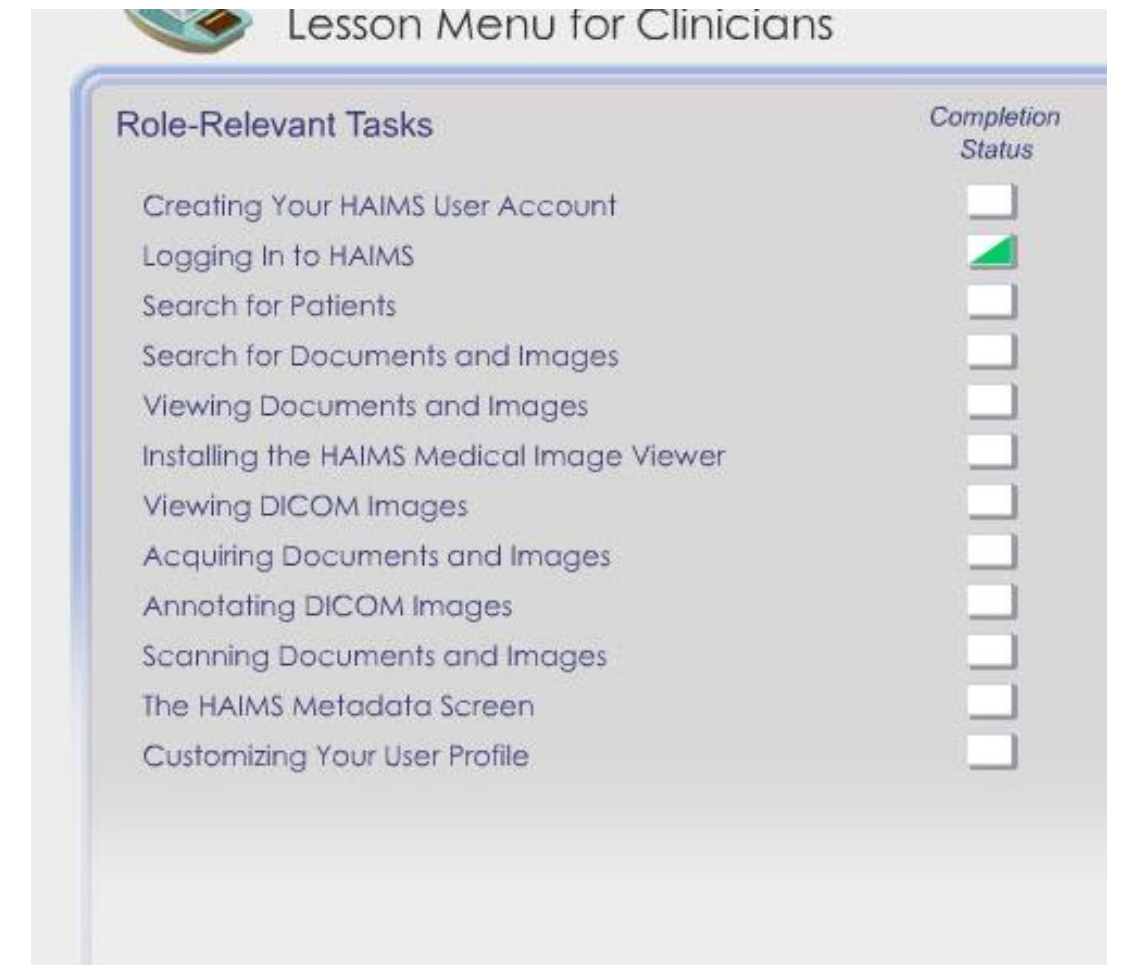 Lesson Menu for Clinicians
Role-Relevant Tasks
Completion
Status
Creating Your HAIMS User Account
Logging In to HAIMS
Search for Patients
Search for Documents and Images
Viewing Documents and Images
Installing the HAIMS Medical Image Viewer
Viewing DICOM Images
Acquiring Documents and Images
Annotating DICOM Images
Scanning Documents and Images
The HAIMS Metadata Screen
Customizing Your User Profile